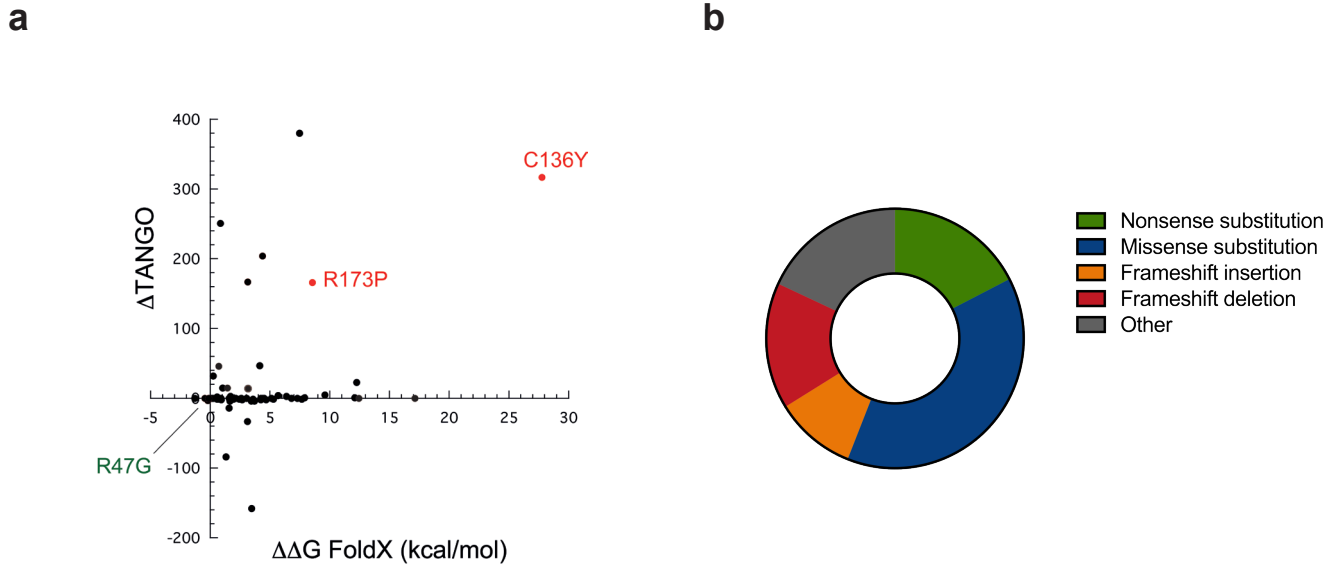 a
b
400
300
200
100
0
-100
-200
-5
5
10
15
20
25
30
C136Y
R173P
R47G
ΔTANGO
ΔΔG FoldX (kcal/mol)
Nonsense substitution
Missense substitution
Frameshift insertion
Frameshift deletion
Other